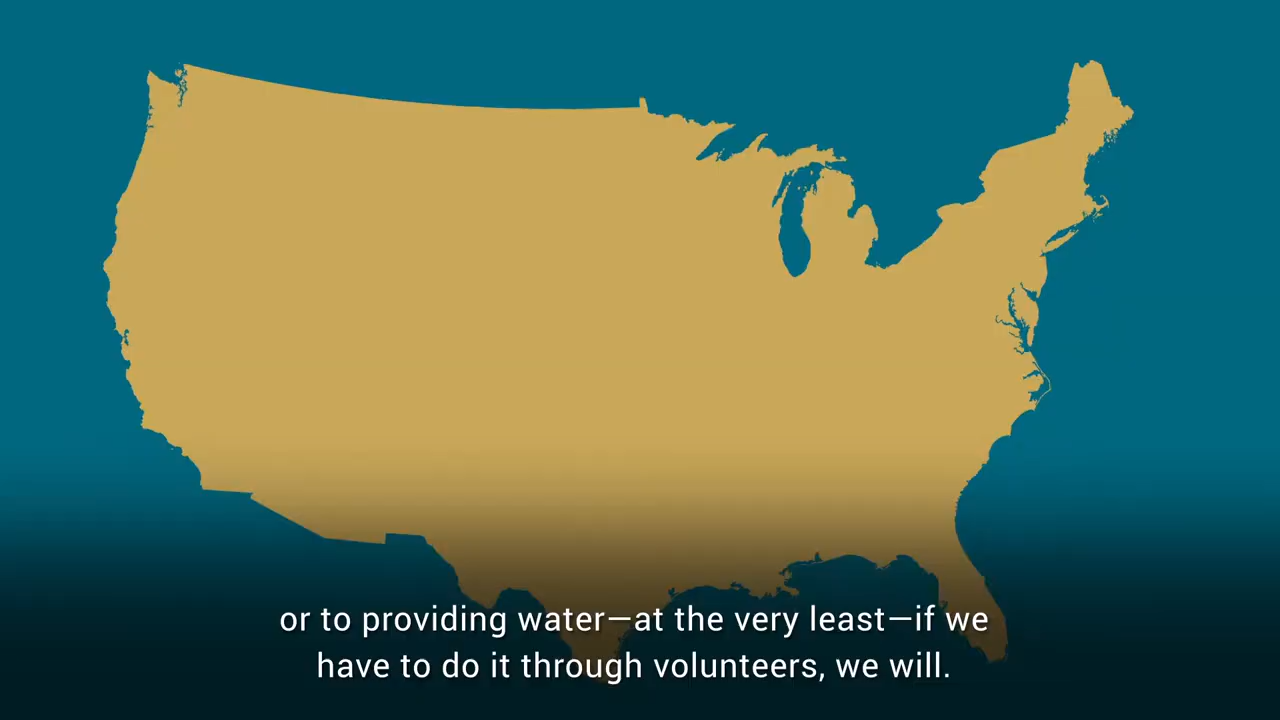 or to providing water—at the very least—if we
have to do it through volunteers, we will.